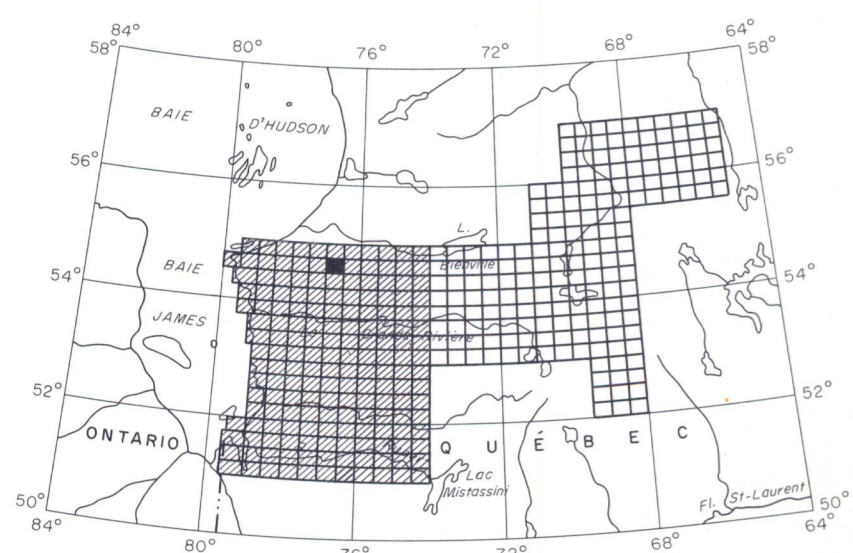 84°
80°
76°
72°
68°
64°
58°
58°
BAIE
D'HUDSON
56°
56°
L.
Bienville
54°
BAIE
54°
JAMES
Grande Rivière
52°
52°
ONTARIO
QUÉBEC
Lac
Mistassini
Fl. St-Laurent
50°
50°
84°
80°
76°
72°
68°
64°